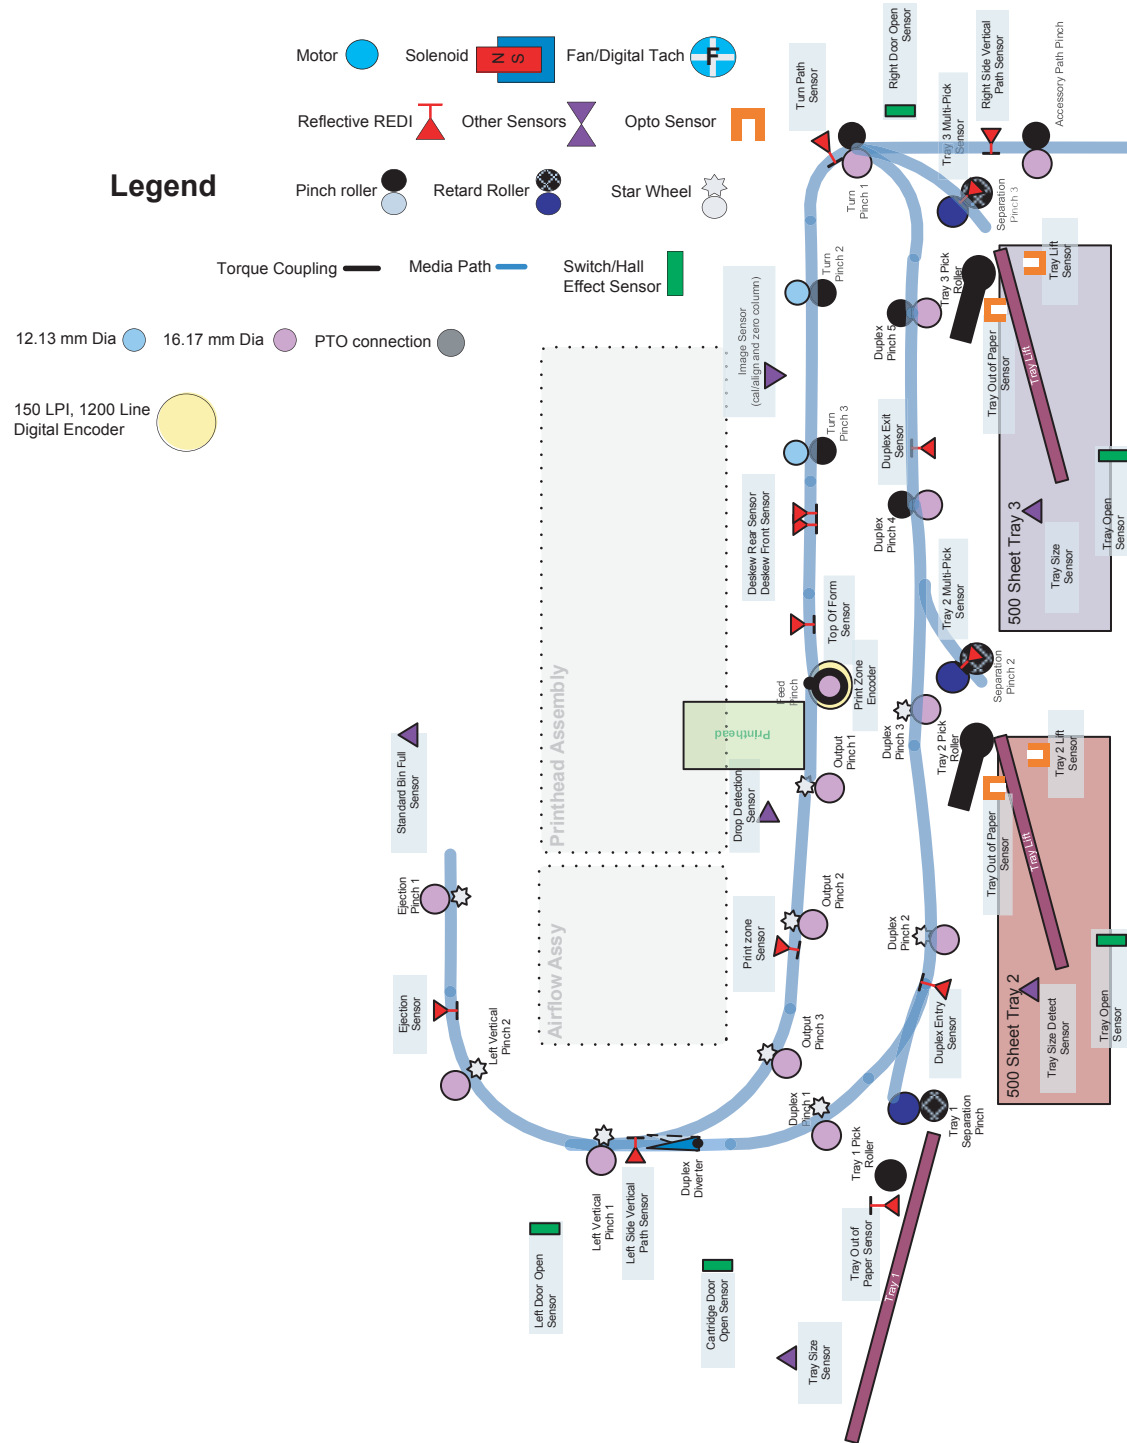 Motor
Solenoid
N
S
Fan/Digital Tach
F
Reflective REDI
Other Sensors
Opto Sensor
Legend
Pinch roller
Retard Roller
Star Wheel
Torque Coupling
Media Path
Switch/Hall
Effect Sensor
12.13 mm Dia
16.17 mm Dia
PTO connection
150 LPI, 1200 Line
Digital Encoder
Turn Path
Sensor
Right Door Open
Sensor
Tray 3 Multi-Pick
Sensor
Right Side Vertical
Path Sensor
Accessory Path Pinch
Turn
Pinch 1
Separation
Pinch 3
Turn
Pinch 2
Image Sensor
(cal/align and zero column)
Duplex
Pinch 5
Tray 3 Pick
Roller
Tray Lift
Sensor
Tray Out of Paper
Sensor
Tray Lift
Turn
Pinch 3
Duplex Exit
Sensor
Deskew Rear Sensor
Deskew Front Sensor
Duplex
Pinch 4
Tray 2 Multi-Pick
Sensor
500 Sheet Tray 3
Tray Size
Sensor
Tray Open
Sensor
Top Of Form
Sensor
Feed
Pinch
Print Zone
Encoder
Separation
Pinch 2
Printhead Assembly
Printhead
Output
Pinch 1
Duplex
Pinch 3
Tray 2 Pick
Roller
Tray 2 Lift
Sensor
Standard Bin Full
Sensor
Drop Detection
Sensor
Tray Out of Paper
Sensor
Tray Lift
Ejection
Pinch 1
Output
Pinch 2
Duplex
Pinch 2
Airflow Assy
Print zone
Sensor
Ejection
Sensor
Left Vertical
Pinch 2
Output
Pinch 3
Duplex Entry
Sensor
500 Sheet Tray 2
Tray Size Detect
Sensor
Tray Open
Sensor
Duplex
Pinch 1
Tray 1
Separation
Pinch
Tray 1 Pick
Roller
Duplex
Diverter
Left Vertical
Pinch 1
Left Side Vertical
Path Sensor
Left Door Open
Sensor
Cartridge Door
Open Sensor
Tray Out of
Paper Sensor
Tray 1
Tray Size
Sensor